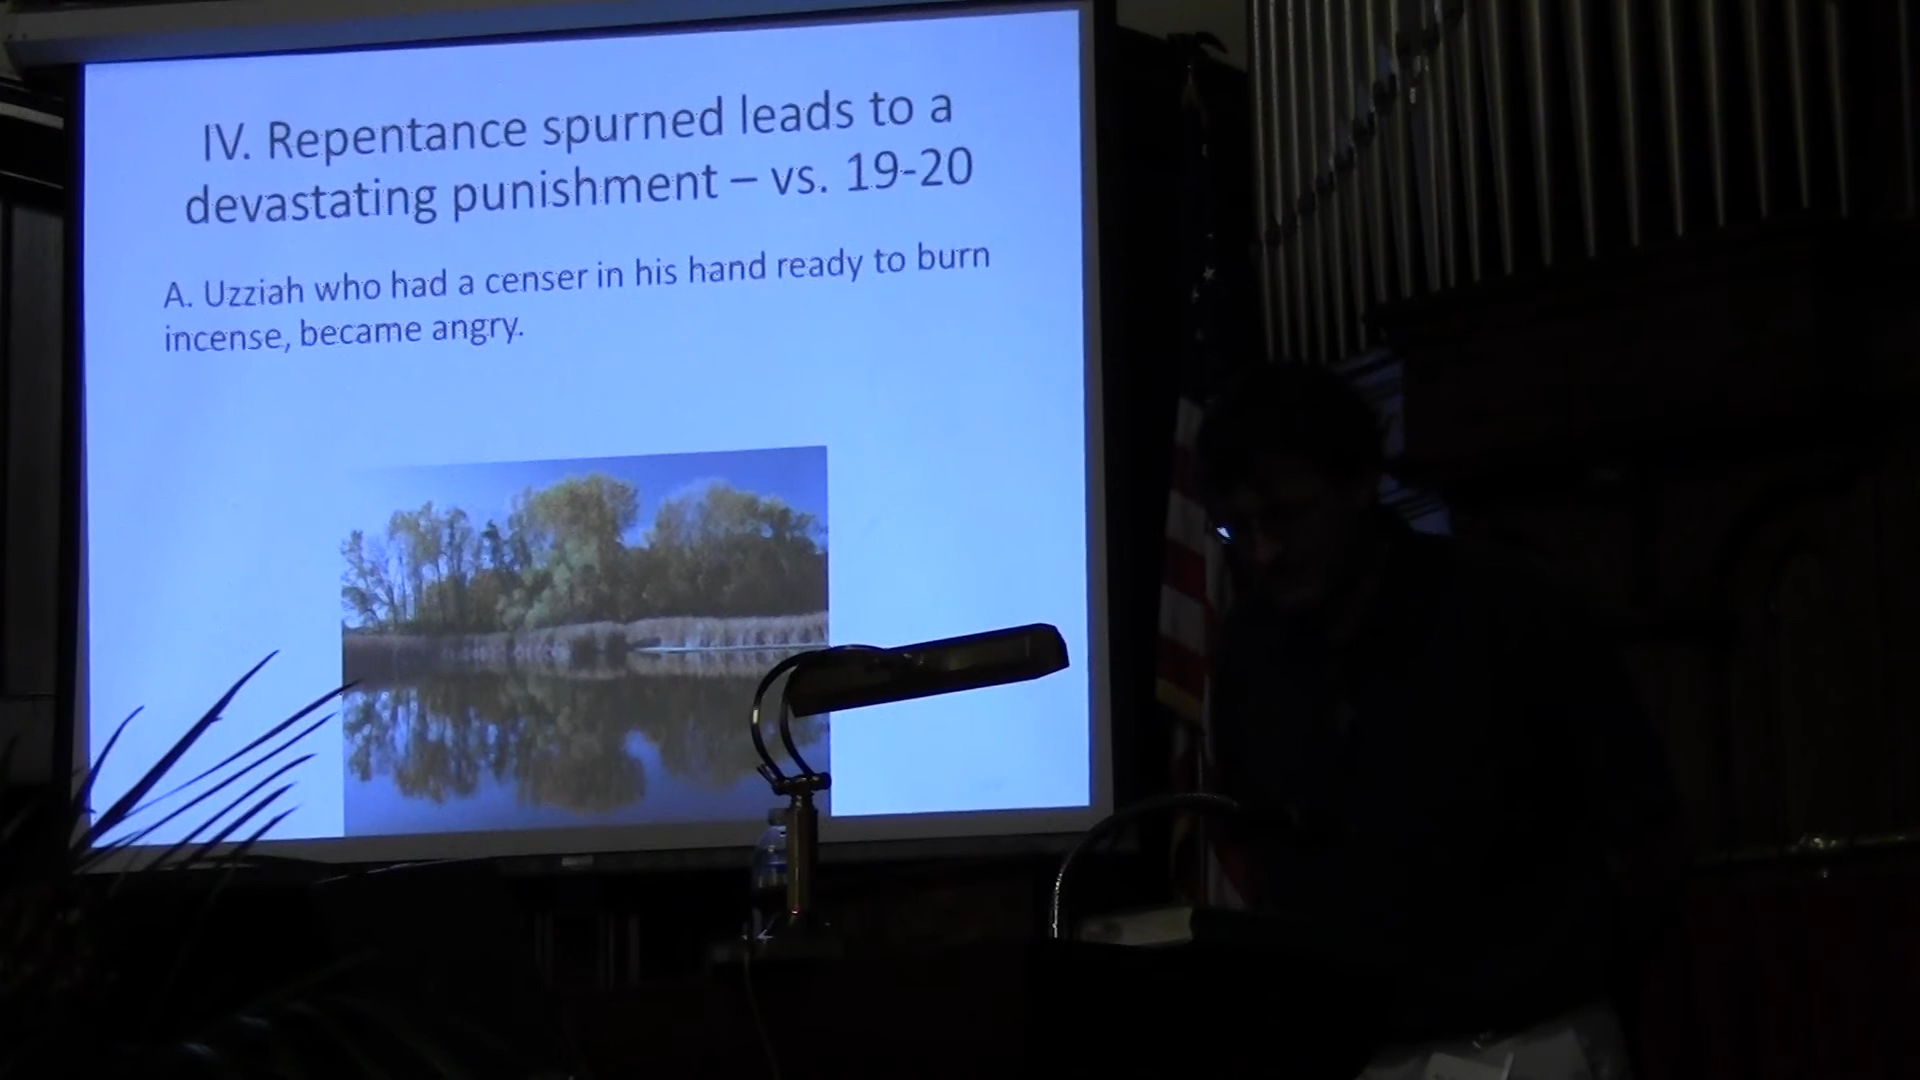 IV. Repentance spurned leads to a
devastating punishment – vs. 19-20
A. Uzziah who had a censer in his hand ready to burn
incense, became angry.